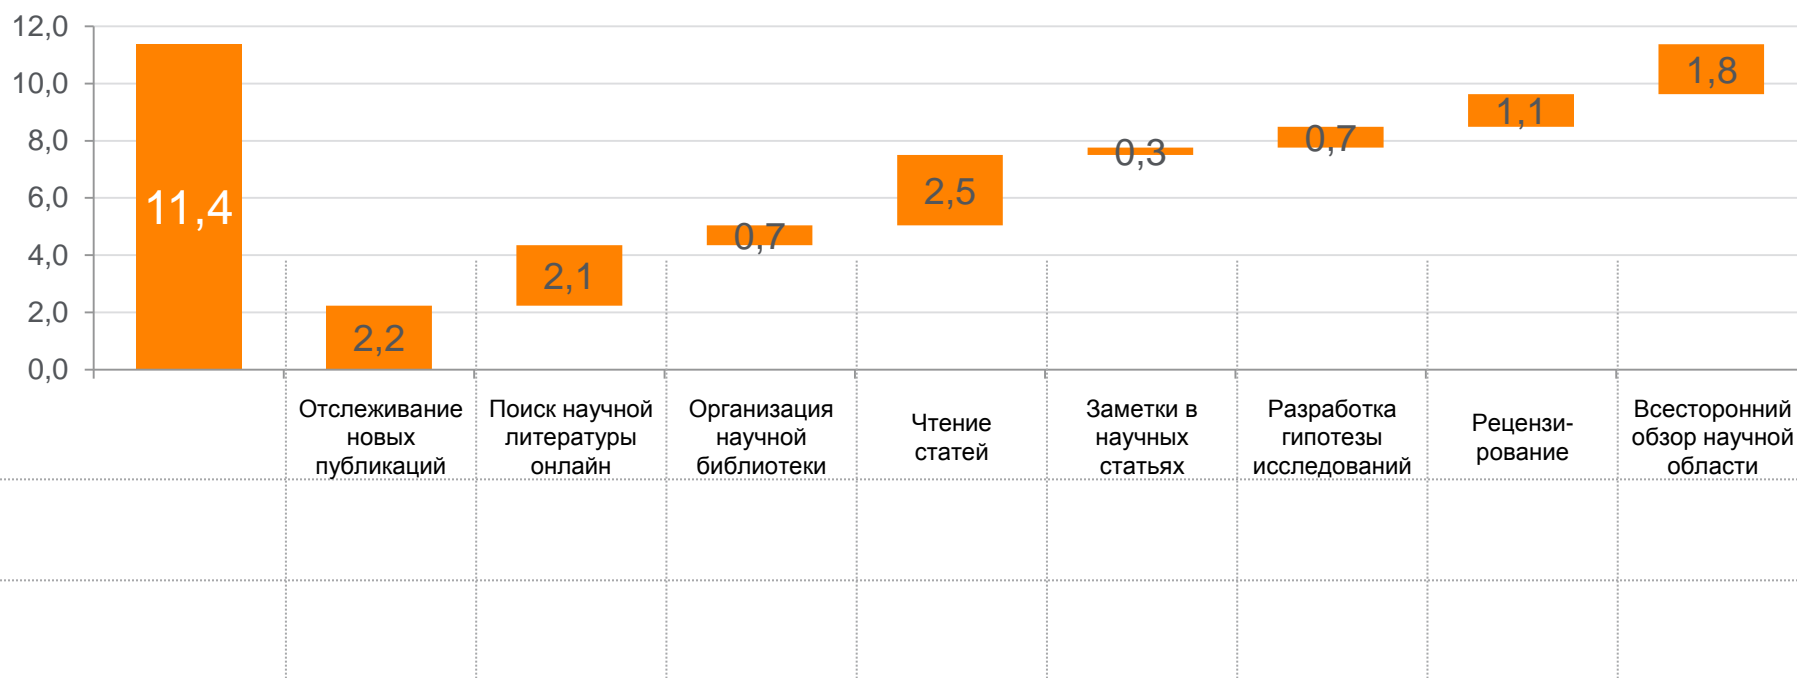 12,0
10,0
8,0
6,0
4,0
2,0
0,0
11,4
2,2
2,1
0,7
2,5
0,3
0,7
1,1
1,8
Отслеживание
новых
публикаций
Поиск научной
литературы
онлайн
Организация
научной
библиотеки
Чтение
статей
Заметки в
научных
статьях
Разработка
гипотезы
исследований
Рецензи-
рование
Всесторонний
обзор научной
области